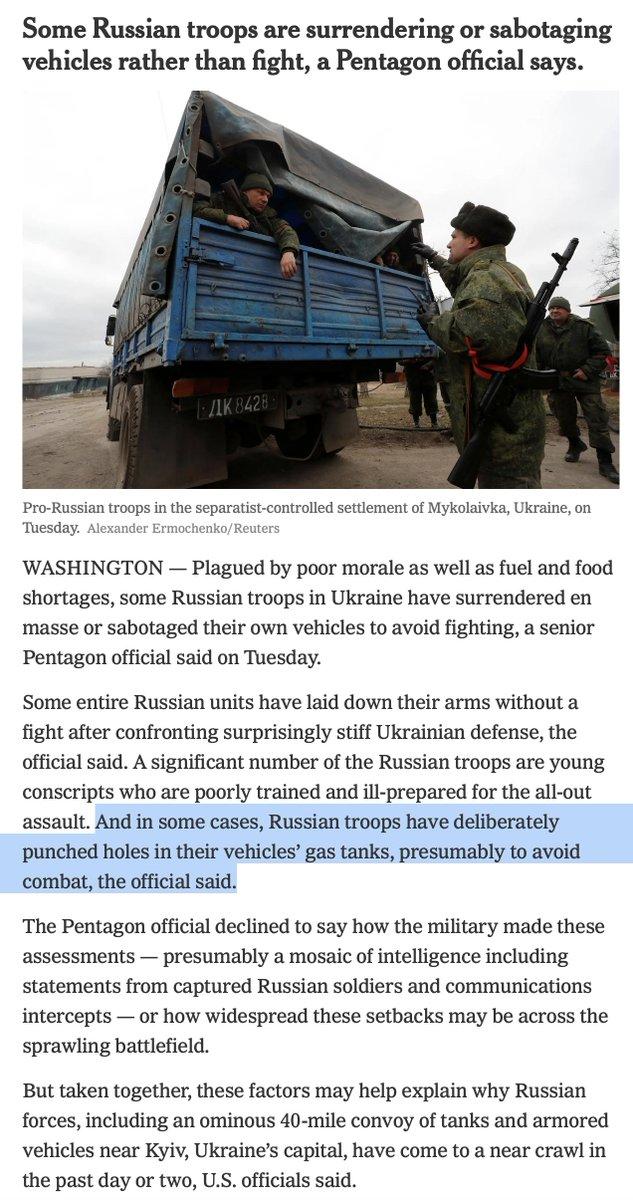 Some Russian troops are surrendering or sabotaging
vehicles rather than fight, a Pentagon official says.
ДК 8428
Pro-Russian troops in the separatist-controlled settlement of Mykolaivka, Ukraine, on
Tuesday. Alexander Ermochenko/Reuters
WASHINGTON — Plagued by poor morale as well as fuel and food
shortages, some Russian troops in Ukraine have surrendered en
masse or sabotaged their own vehicles to avoid fighting, a senior
Pentagon official said on Tuesday.
Some entire Russian units have laid down their arms without a
fight after confronting surprisingly stiff Ukrainian defense, the
official said. A significant number of the Russian troops are young
conscripts who are poorly trained and ill-prepared for the all-out
assault. And in some cases, Russian troops have deliberately
punched holes in their vehicles’ gas tanks, presumably to avoid
combat, the official said.
The Pentagon official declined to say how the military made these
assessments — presumably a mosaic of intelligence including
statements from captured Russian soldiers and communications
intercepts — or how widespread these setbacks may be across the
sprawling battlefield.
But taken together, these factors may help explain why Russian
forces, including an ominous 40-mile convoy of tanks and armored
vehicles near Kyiv, Ukraine’s capital, have come to a near crawl in
the past day or two, U.S. officials said.